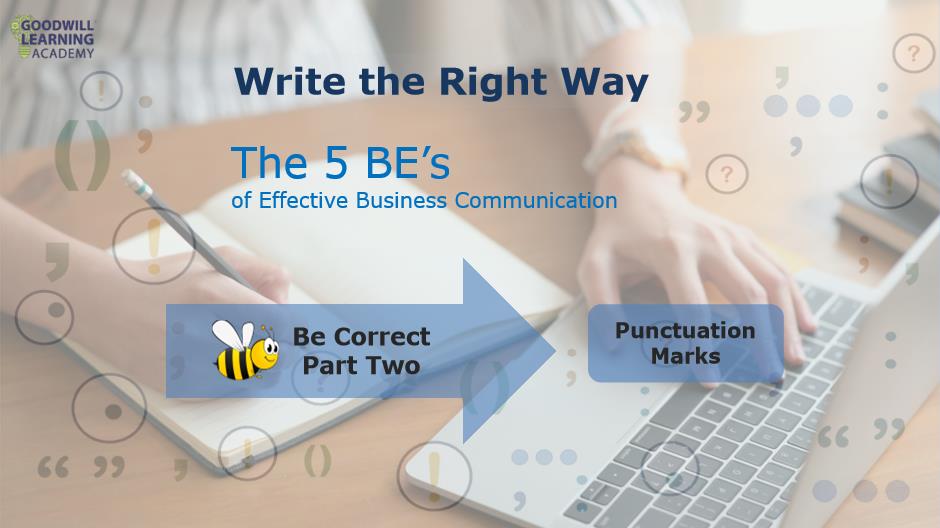 GOODWILL
LEARNING
ACADEMY
Write the Right Way
The 5 BE’s
of Effective Business Communication
Be Correct
Part Two
Punctuation
Marks